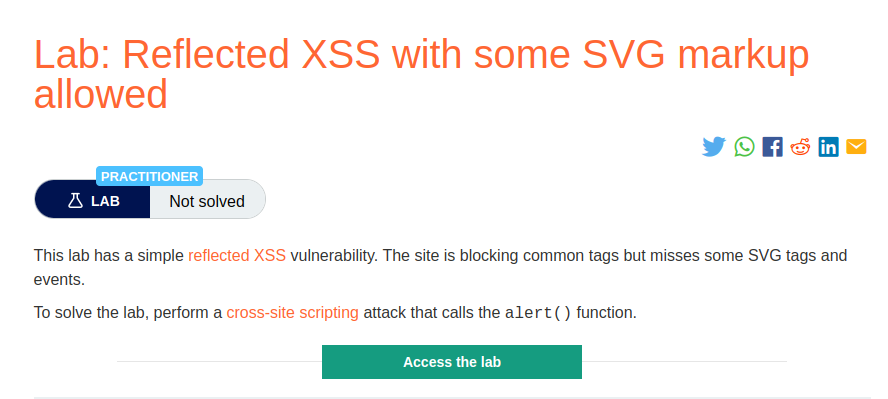 Lab: Reflected XSS with some SVG markup
allowed
PRACTITIONER
LAB Not solved
This lab has a simple reflected XSS vulnerability. The site is blocking common tags but misses some SVG tags and
events.
To solve the lab, perform a cross-site scripting attack that calls the alert() function.
Access the lab